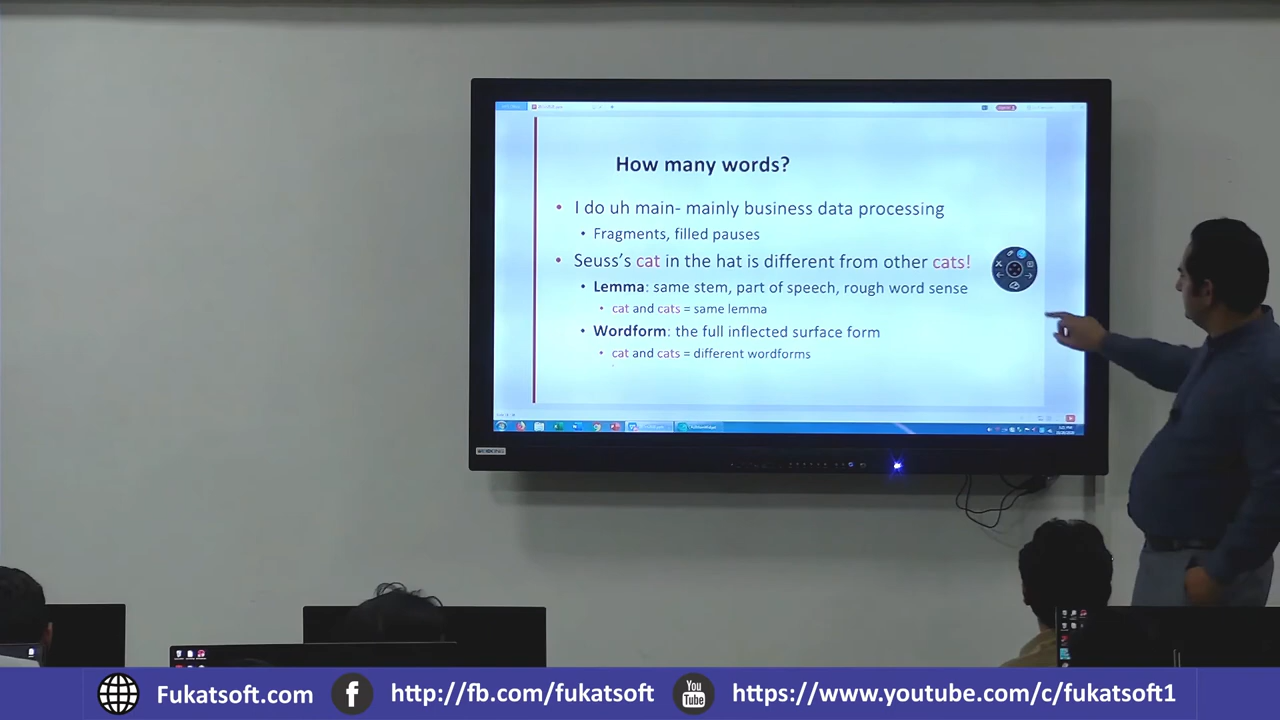 How many words?
• I do uh main- mainly business data processing
• Fragments, filled pauses
• Seuss's cat in the hat is different from other cats!
• Lemma: same stem, part of speech, rough word sense
• cat and cats = same lemma
• Wordform: the full inflected surface form
• cat and cats = different wordforms
Fukatsoft.com
http://fb.com/fukatsoft
You
Tube
https://www.youtube.com/c/fukatsoft1